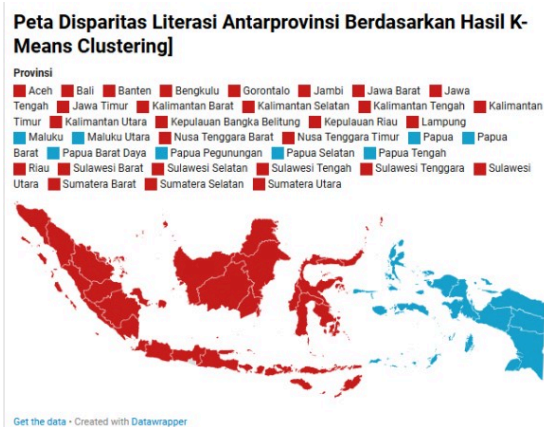 Peta Disparitas Literasi Antarprovinsi Berdasarkan Hasil K-
Means Clustering]
Provinsi
Aceh Bali Banten Bengkulu Gorontalo Jambi Jawa Barat Jawa
Tengah Jawa Timur Kalimantan Barat Kalimantan Selatan Kalimantan Tengah Kalimantan
Timur Kalimantan Utara Kepulauan Bangka Belitung Kepulauan Riau Lampung
Maluku Maluku Utara Nusa Tenggara Barat Nusa Tenggara Timur Papua Papua
Barat Papua Barat Daya Papua Pegunungan Papua Selatan Papua Tengah
Riau Sulawesi Barat Sulawesi Selatan Sulawesi Tengah Sulawesi Tenggara Sulawesi
Utara Sumatera Barat Sumatera Selatan Sumatera Utara
Get the data • Created with Datawrapper